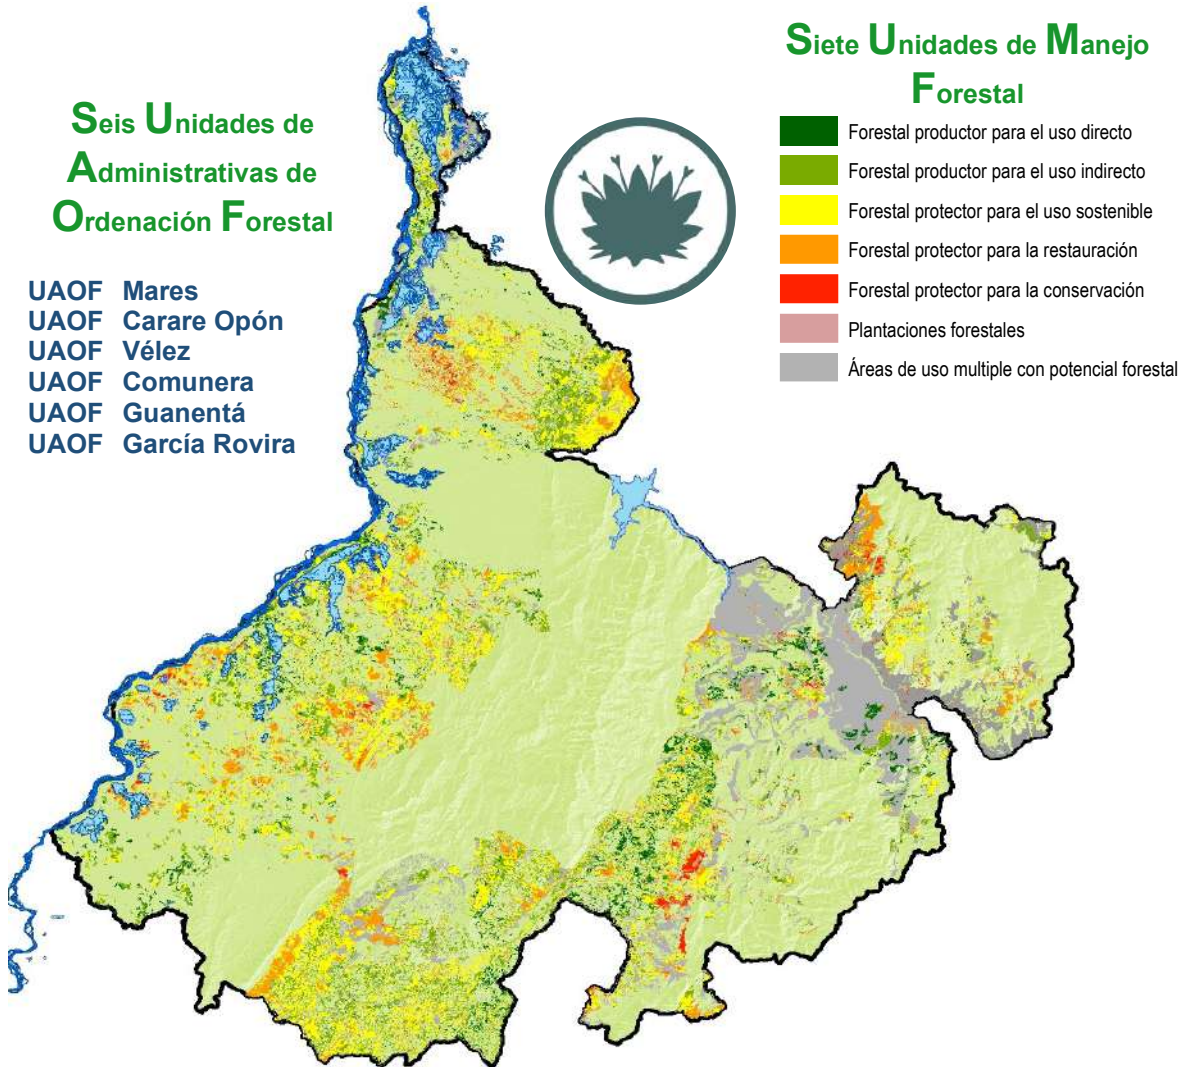 Seis Unidades de
Administrativas de
Ordenación Forestal
UAOF Mares
UAOF Carare Opón
UAOF Vélez
UAOF Comunera
UAOF Guanentá
UAOF García Rovira
Siete Unidades de Manejo
Forestal
Forestal productor para el uso directo
Forestal productor para el uso indirecto
Forestal protector para el uso sostenible
Forestal protector para la restauración
Forestal protector para la conservación
Plantaciones forestales
Áreas de uso multiple con potencial forestal